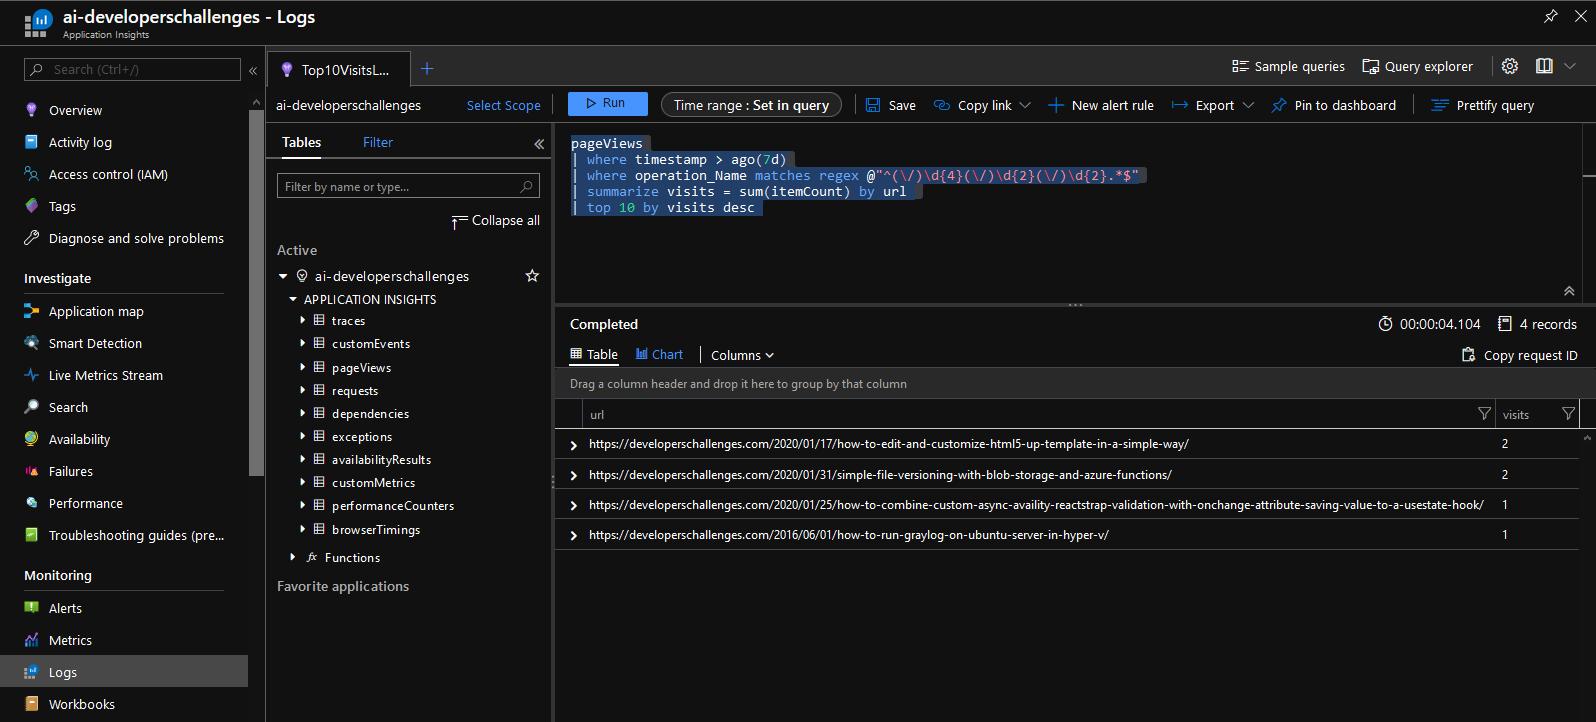 ai-developerschallenges - Logs
Application Insights
Search (Ctrl+/)
Overview
Activity log
Access control (IAM)
Tags
Diagnose and solve problems
Investigate
Application map
Smart Detection
Live Metrics Stream
Search
Availability
Failures
Performance
Troubleshooting guides (pre...
Monitoring
Alerts
Metrics
Logs
Workbooks
Top10VisitsL...
Sample queries
Query explorer
ai-developerschallenges
Select Scope
Run
Time range : Set in query
Save
Copy link
New alert rule
Export
Pin to dashboard
Prettify query
Tables
Filter
Filter by name or type...
Collapse all
Active
ai-developerschallenges
APPLICATION INSIGHTS
traces
customEvents
pageViews
requests
dependencies
exceptions
availabilityResults
customMetrics
performanceCounters
browserTimings
fx Functions
Favorite applications
pageViews
| where timestamp > ago(7d)
| where operation_Name matches regex @"^(\/)\d{4}(\/)\d{2}(\/)\d{2}.*$"
| summarize visits = sum(itemCount) by url
| top 10 by visits desc
Completed
00:00:04.104
4 records
Table
Chart
Columns
Copy request ID
Drag a column header and drop it here to group by that column
url visits
https://developerschallenges.com/2020/01/17/how-to-edit-and-customize-html5-up-template-in-a-simple-way/ 2
https://developerschallenges.com/2020/01/31/simple-file-versioning-with-blob-storage-and-azure-functions/ 2
https://developerschallenges.com/2020/01/25/how-to-combine-custom-async-availity-reactstrap-validation-with-onchange-attribute-saving-value-to-a-usestate-hook/ 1
https://developerschallenges.com/2016/06/01/how-to-run-graylog-on-ubuntu-server-in-hyper-v/ 1